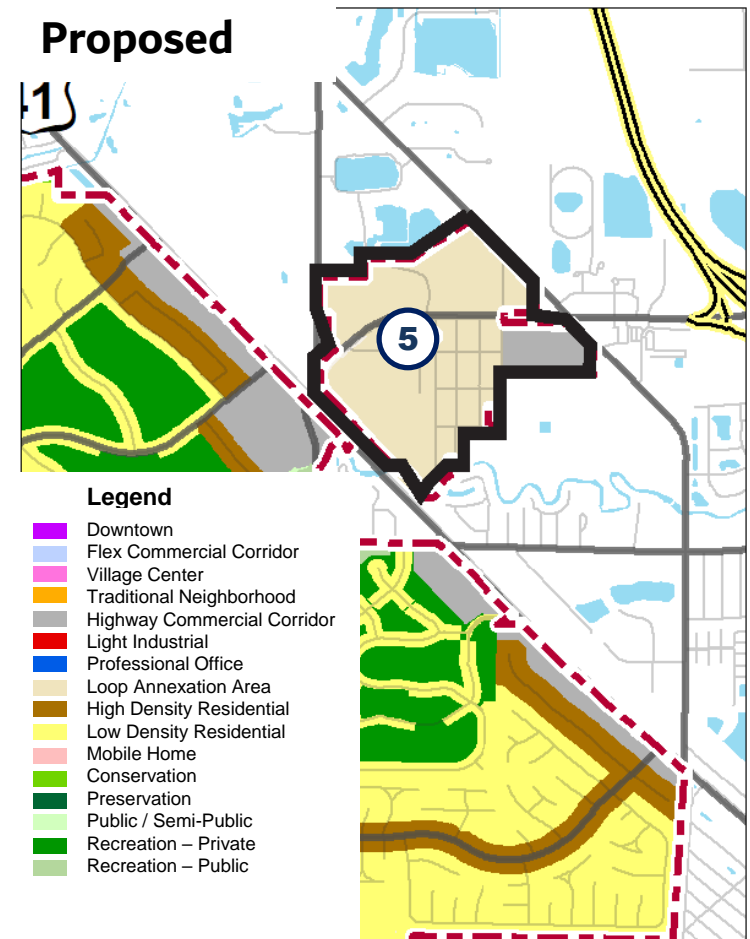 Proposed
41
5
Legend
Downtown
Flex Commercial Corridor
Village Center
Traditional Neighborhood
Highway Commercial Corridor
Light Industrial
Professional Office
Loop Annexation Area
High Density Residential
Low Density Residential
Mobile Home
Conservation
Preservation
Public / Semi-Public
Recreation – Private
Recreation – Public